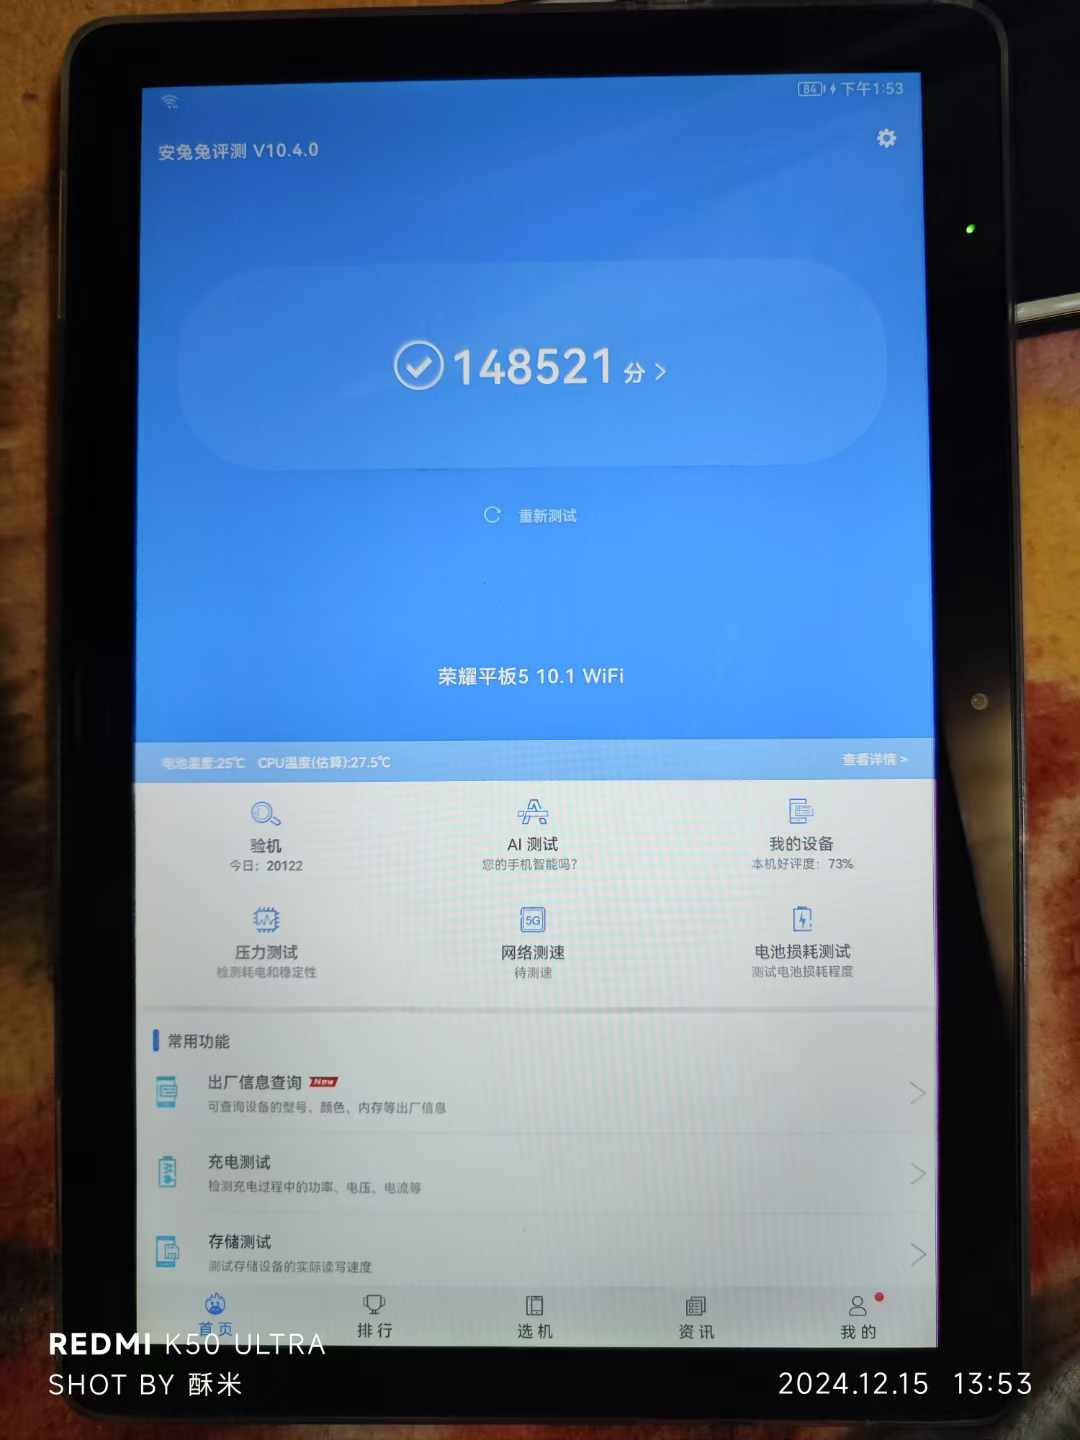 84 下午1:53
安兔兔评测 V10.4.0
148521 分 >
重新测试
荣耀平板5 10.1 WiFi
电池温度:25℃ CPU温度(估算):27.5℃ 查看详情 >
验机 AI 测试 我的设备
今日：20122 您的手机智能吗？ 本机好评度：73%
5G
压力测试 网络测速 电池损耗测试
检测耗电和稳定性 待测速 测试电池损耗程度
常用功能
出厂信息查询 New
可查询设备的型号、颜色、内存等出厂信息
充电测试
检测充电过程中的功率、电压、电流等
存储测试
测试存储设备的实际读写速度
首页 排行 选机 资讯 我的
REDMI K50 ULTRA
SHOT BY 酥米 2024.12.15 13:53